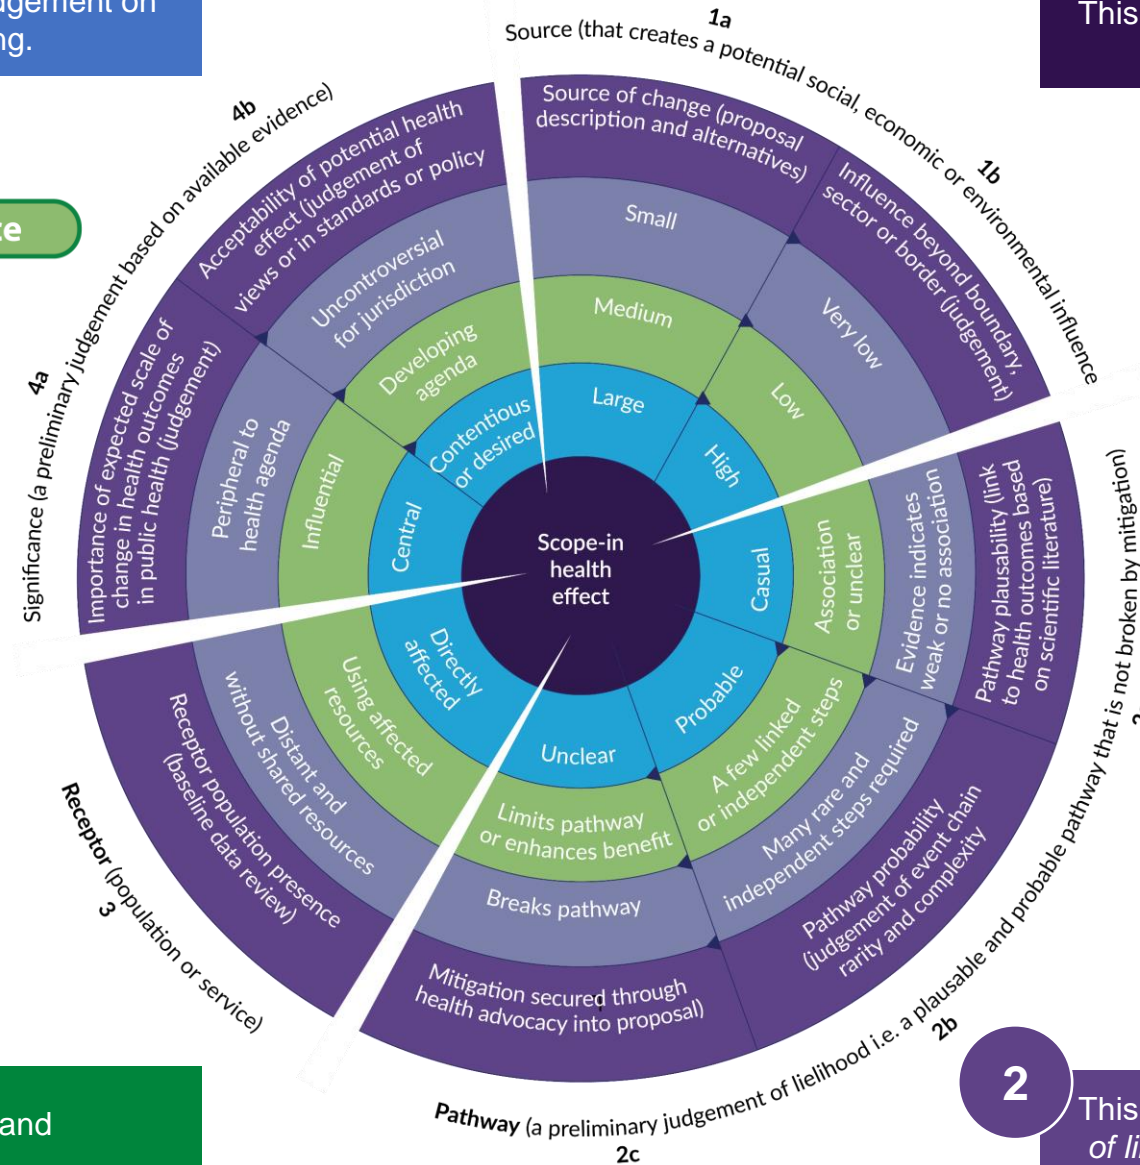 dgement on
ng.
This
te
1a
Source (that creates a potential social, economic or environmental influence
1b
Source of change (proposal
description and alternatives)
Small
Medium
Large
Influence beyond boundary,
sector or border (judgement)
Very low
Low
High
Pathway plausability (link
to health outcomes based
on scientific literature)
Evidence indicates
weak or no association
Association
or unclear
Casual
Pathway probability
(judgement of event chain
rarity and complexity
Many rare and
independent steps required
A few linked
or independent steps
Probable
Mitigation secured through
health advocacy into proposal)
Breaks pathway
Limits pathway
or enhances benefit
Unclear
Pathway (a preliminary judgement of lielihood i.e. a plausable and probable pathway that is not broken by mitigation)
2b
2c
Receptor population presence
(baseline data review)
Distant and
without shared resources
Using affected
resources
Directly
affected
Receptor (population or service)
3
Importance of expected scale of
change in health outcomes
in public health (judgement)
Peripheral to
health agenda
Influential
Central
Acceptability of potential health
effect (judgement of
views or in standards or policy
Uncontroversial
for jurisdiction
Developing
agenda
Contentious
or desired
Significance (a preliminary judgement based on available evidence)
4a
4b
Scope-in
health
effect
and
2
This
of li